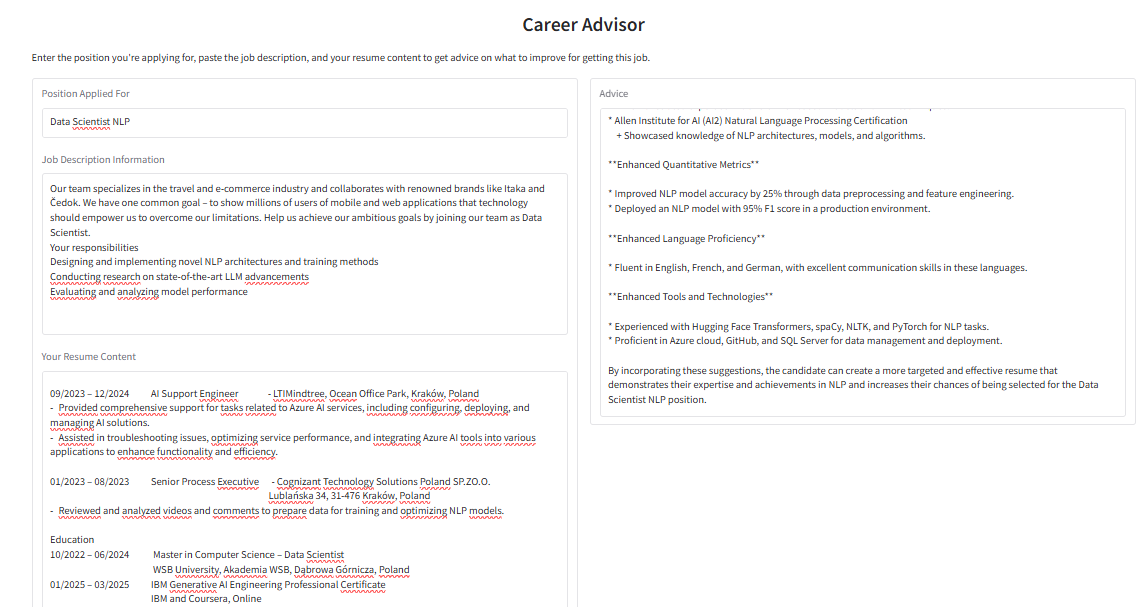 Career Advisor
Enter the position you're applying for, paste the job description, and your resume content to get advice on what to improve for getting this job.
Position Applied For
Data Scientist NLP
Job Description Information
Our team specializes in the travel and e-commerce industry and collaborates with renowned brands like Itaka and
Čedok. We have one common goal – to show millions of users of mobile and web applications that technology
should empower us to overcome our limitations. Help us achieve our ambitious goals by joining our team as Data
Scientist.
Your responsibilities
Designing and implementing novel NLP architectures and training methods
Conducting research on state-of-the-art LLM advancements
Evaluating and analyzing model performance
Your Resume Content
09/2023 – 12/2024 AI Support Engineer - LTIMindtree, Ocean Office Park, Kraków, Poland
- Provided comprehensive support for tasks related to Azure AI services, including configuring, deploying, and
managing AI solutions.
- Assisted in troubleshooting issues, optimizing service performance, and integrating Azure AI tools into various
applications to enhance functionality and efficiency.
01/2023 – 08/2023 Senior Process Executive - Cognizant Technology Solutions Poland SP.ZO.O.
Lublańska 34, 31-476 Kraków, Poland
- Reviewed and analyzed videos and comments to prepare data for training and optimizing NLP models.
Education
10/2022 – 06/2024 Master in Computer Science – Data Scientist
WSB University, Akademia WSB, Dąbrowa Górnicza, Poland
01/2025 – 03/2025 IBM Generative AI Engineering Professional Certificate
IBM and Coursera, Online
Advice
* Allen Institute for AI (AI2) Natural Language Processing Certification
+ Showcased knowledge of NLP architectures, models, and algorithms.
**Enhanced Quantitative Metrics**
* Improved NLP model accuracy by 25% through data preprocessing and feature engineering.
* Deployed an NLP model with 95% F1 score in a production environment.
**Enhanced Language Proficiency**
* Fluent in English, French, and German, with excellent communication skills in these languages.
**Enhanced Tools and Technologies**
* Experienced with Hugging Face Transformers, spaCy, NLTK, and PyTorch for NLP tasks.
* Proficient in Azure cloud, GitHub, and SQL Server for data management and deployment.
By incorporating these suggestions, the candidate can create a more targeted and effective resume that
demonstrates their expertise and achievements in NLP and increases their chances of being selected for the Data
Scientist NLP position.